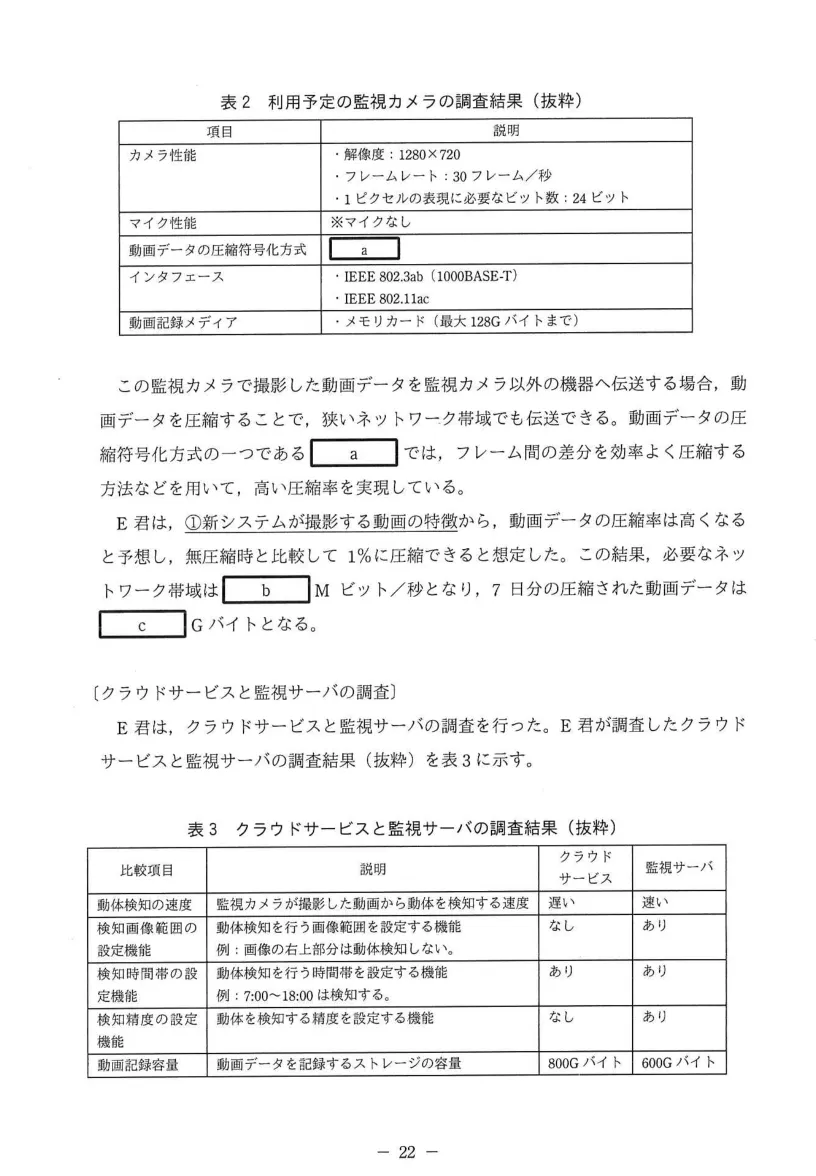 表2 利用予定の監視カメラの調査結果（抜粋）
項目 説明
カメラ性能 ・解像度：1280×720
・フレームレート：30フレーム／秒
・1ピクセルの表現に必要なビット数：24ビット
マイク性能 ※マイクなし
動画データの圧縮符号化方式 a
インタフェース ・IEEE 802.3ab（1000BASE-T）
・IEEE 802.11ac
動画記録メディア ・メモリカード（最大128Gバイトまで）
この監視カメラで撮影した動画データを監視カメラ以外の機器へ伝送する場合，動
画データを圧縮することで，狭いネットワーク帯域でも伝送できる。動画データの圧
縮符号化方式の一つである a では，フレーム間の差分を効率よく圧縮する
方法などを用いて，高い圧縮率を実現している。
E君は，①新システムが撮影する動画の特徴から，動画データの圧縮率は高くなる
と予想し，無圧縮時と比較して1%に圧縮できると想定した。この結果，必要なネッ
トワーク帯域は b Mビット／秒となり，7日分の圧縮された動画データは
c Gバイトとなる。
〔クラウドサービスと監視サーバの調査〕
E君は，クラウドサービスと監視サーバの調査を行った。E君が調査したクラウド
サービスと監視サーバの調査結果（抜粋）を表3に示す。
表3 クラウドサービスと監視サーバの調査結果（抜粋）
比較項目 説明 クラウド
サービス 監視サーバ
動体検知の速度 監視カメラが撮影した動画から動体を検知する速度 遅い 速い
検知画像範囲の 動体検知を行う画像範囲を設定する機能 なし あり
設定機能 例：画像の右上部分は動体検知しない。
検知時間帯の設 動体検知を行う時間帯を設定する機能 あり あり
定機能 例：7:00～18:00は検知する。
検知精度の設定 動体を検知する精度を設定する機能 なし あり
機能
動画記録容量 動画データを記録するストレージの容量 800Gバイト 600Gバイト
－ 22 －